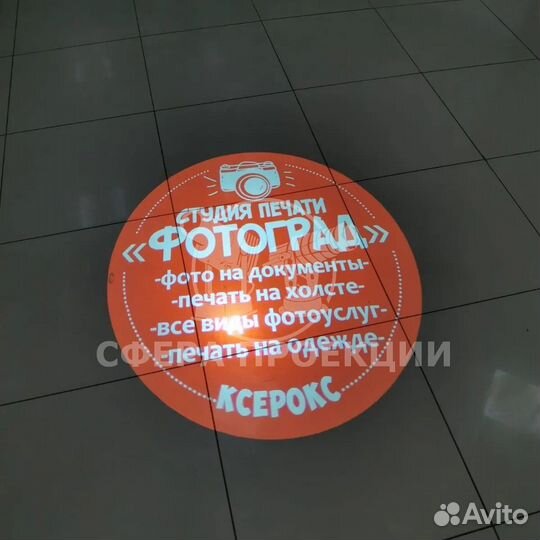 СТУДИЯ ПЕЧАТИ
«ФОТОГРАД»
-фото на документы-
-печать на холсте-
-все виды фотоуслуг-
-печать на одежде-
СФЕРА ПРОЕКЦИИ
КСЕРОКС
Avito